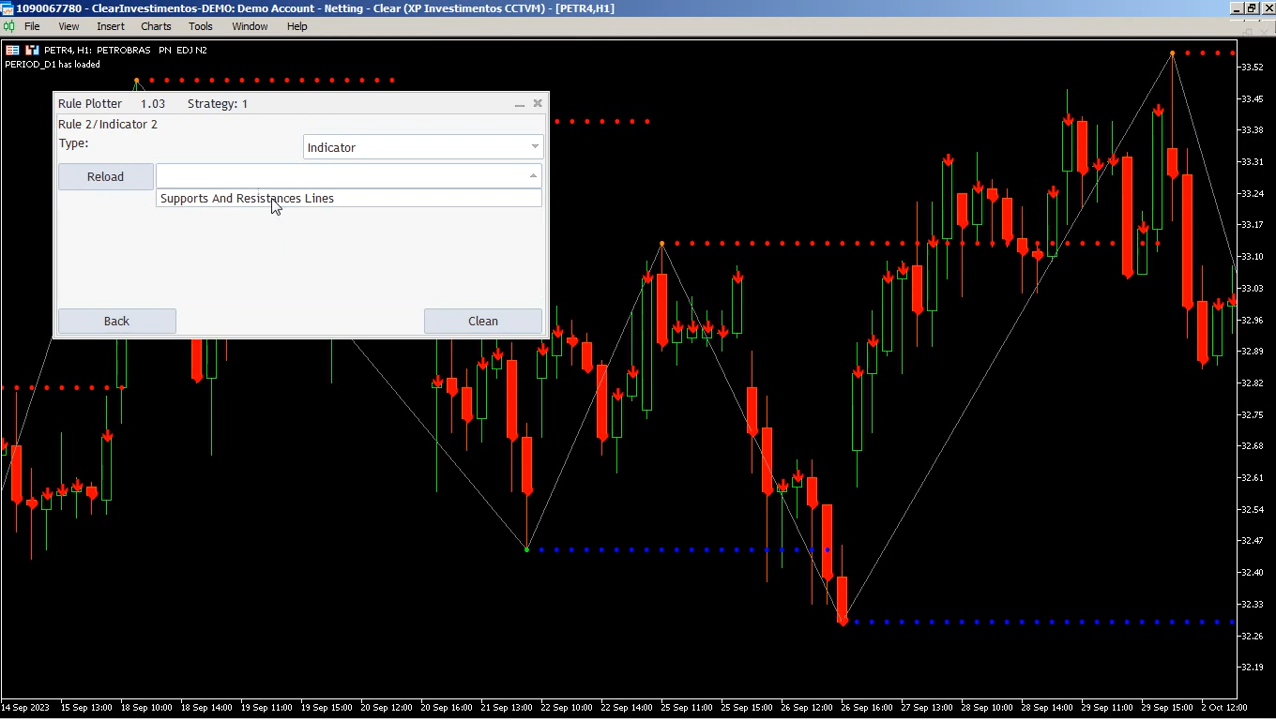 1090067780 - ClearInvestimentos-DEMO: Demo Account - Netting - Clear (XP Investimentos CCTVM) - [PETR4,H1]
File View Insert Charts Tools Window Help
PETR4, H1: PETROBRAS PN EDJ N2
PERIOD_D1 has loaded
Rule Plotter 1.03 Strategy: 1
Rule 2/Indicator 2
Type:
Indicator
Reload
Supports And Resistances Lines
Back
Clean
33.52
33.45
33.38
33.31
33.24
33.17
33.10
33.03
32.96
32.89
32.82
32.75
32.68
32.61
32.54
32.47
32.40
32.33
32.26
32.19
14 Sep 2023 15 Sep 13:00 18 Sep 10:00 18 Sep 14:00 19 Sep 11:00 19 Sep 15:00 20 Sep 12:00 20 Sep 16:00 21 Sep 13:00 22 Sep 10:00 22 Sep 14:00 25 Sep 11:00 25 Sep 15:00 26 Sep 12:00 26 Sep 16:00 27 Sep 13:00 28 Sep 10:00 28 Sep 14:00 29 Sep 11:00 29 Sep 15:00 2 Oct 12:00